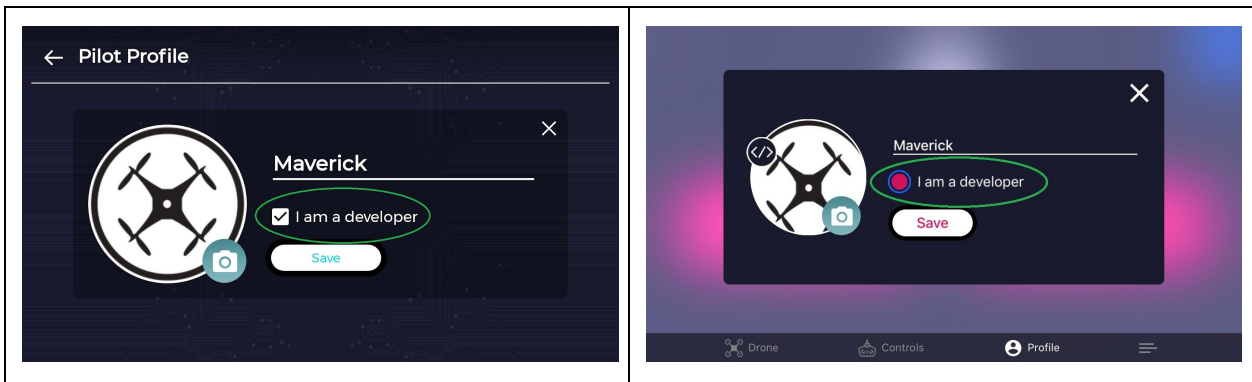 Pilot Profile
Maverick
I am a developer
Save
</>
Maverick
I am a developer
Save
Drone
Controls
Profile